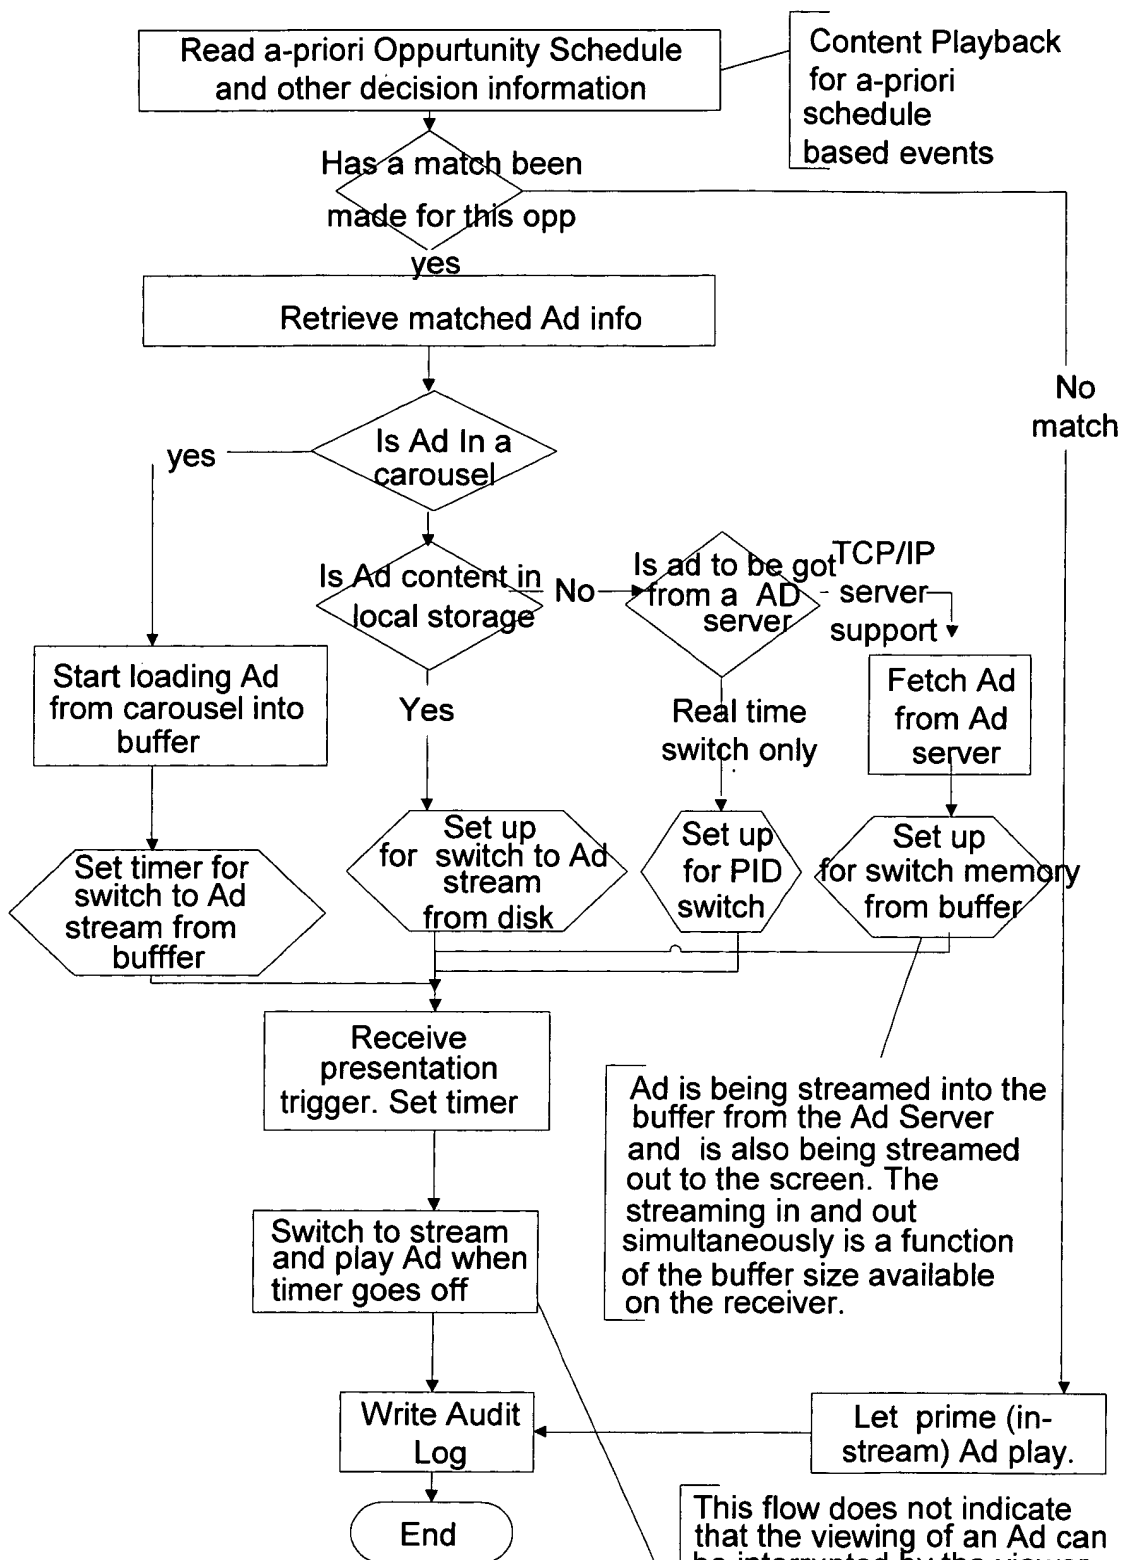 Read a-priori Oppurtunity Schedule
and other decision information
Content Playback
for a-priori
schedule
based events
Has a match been
made for this opp
yes
Retrieve matched Ad info
No
match
Is Ad In a
carousel
yes
Is Ad content in
local storage
No
Is ad to be got
from a AD
server
TCP/IP
server
support
Start loading Ad
from carousel into
buffer
Yes
Real time
switch only
Fetch Ad
from Ad
server
Set timer for
switch to Ad
stream from
bufffer
Set up
for switch to Ad
stream
from disk
Set up
for PID
switch
Set up
for switch memory
from buffer
Receive
presentation
trigger. Set timer
Ad is being streamed into the
buffer from the Ad Server
and is also being streamed
out to the screen. The
streaming in and out
simultaneously is a function
of the buffer size available
on the receiver.
Switch to stream
and play Ad when
timer goes off
Write Audit
Log
Let prime (in-
stream) Ad play.
End
This flow does not indicate
that the viewing of an Ad can
be interrupted by the viewer